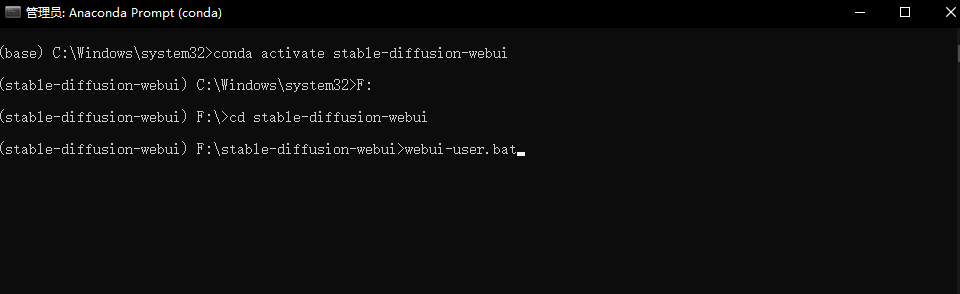 管理员: Anaconda Prompt (conda)
(base) C:\Windows\system32>conda activate stable-diffusion-webui
(stable-diffusion-webui) C:\Windows\system32>F:
(stable-diffusion-webui) F:\>cd stable-diffusion-webui
(stable-diffusion-webui) F:\stable-diffusion-webui>webui-user.bat